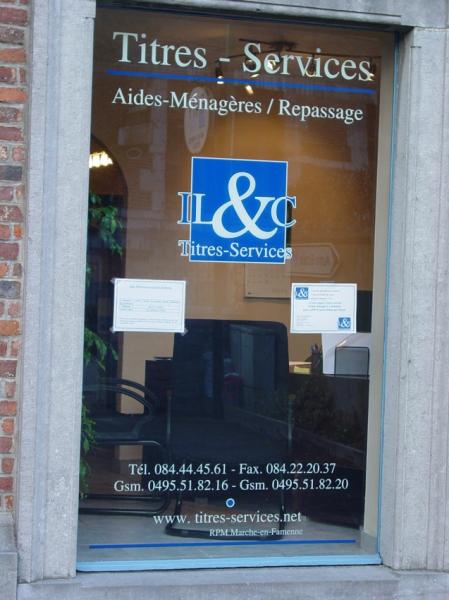 Titres - Services
Aides-Ménagères / Repassage
IL&C
Titres-Services
&
&
Tél. 084.44.45.61 - Fax. 084.22.20.37
Gsm. 0495.51.82.16 - Gsm. 0495.51.82.20
www. titres-services.net
RPM.Marche-en-Famenne